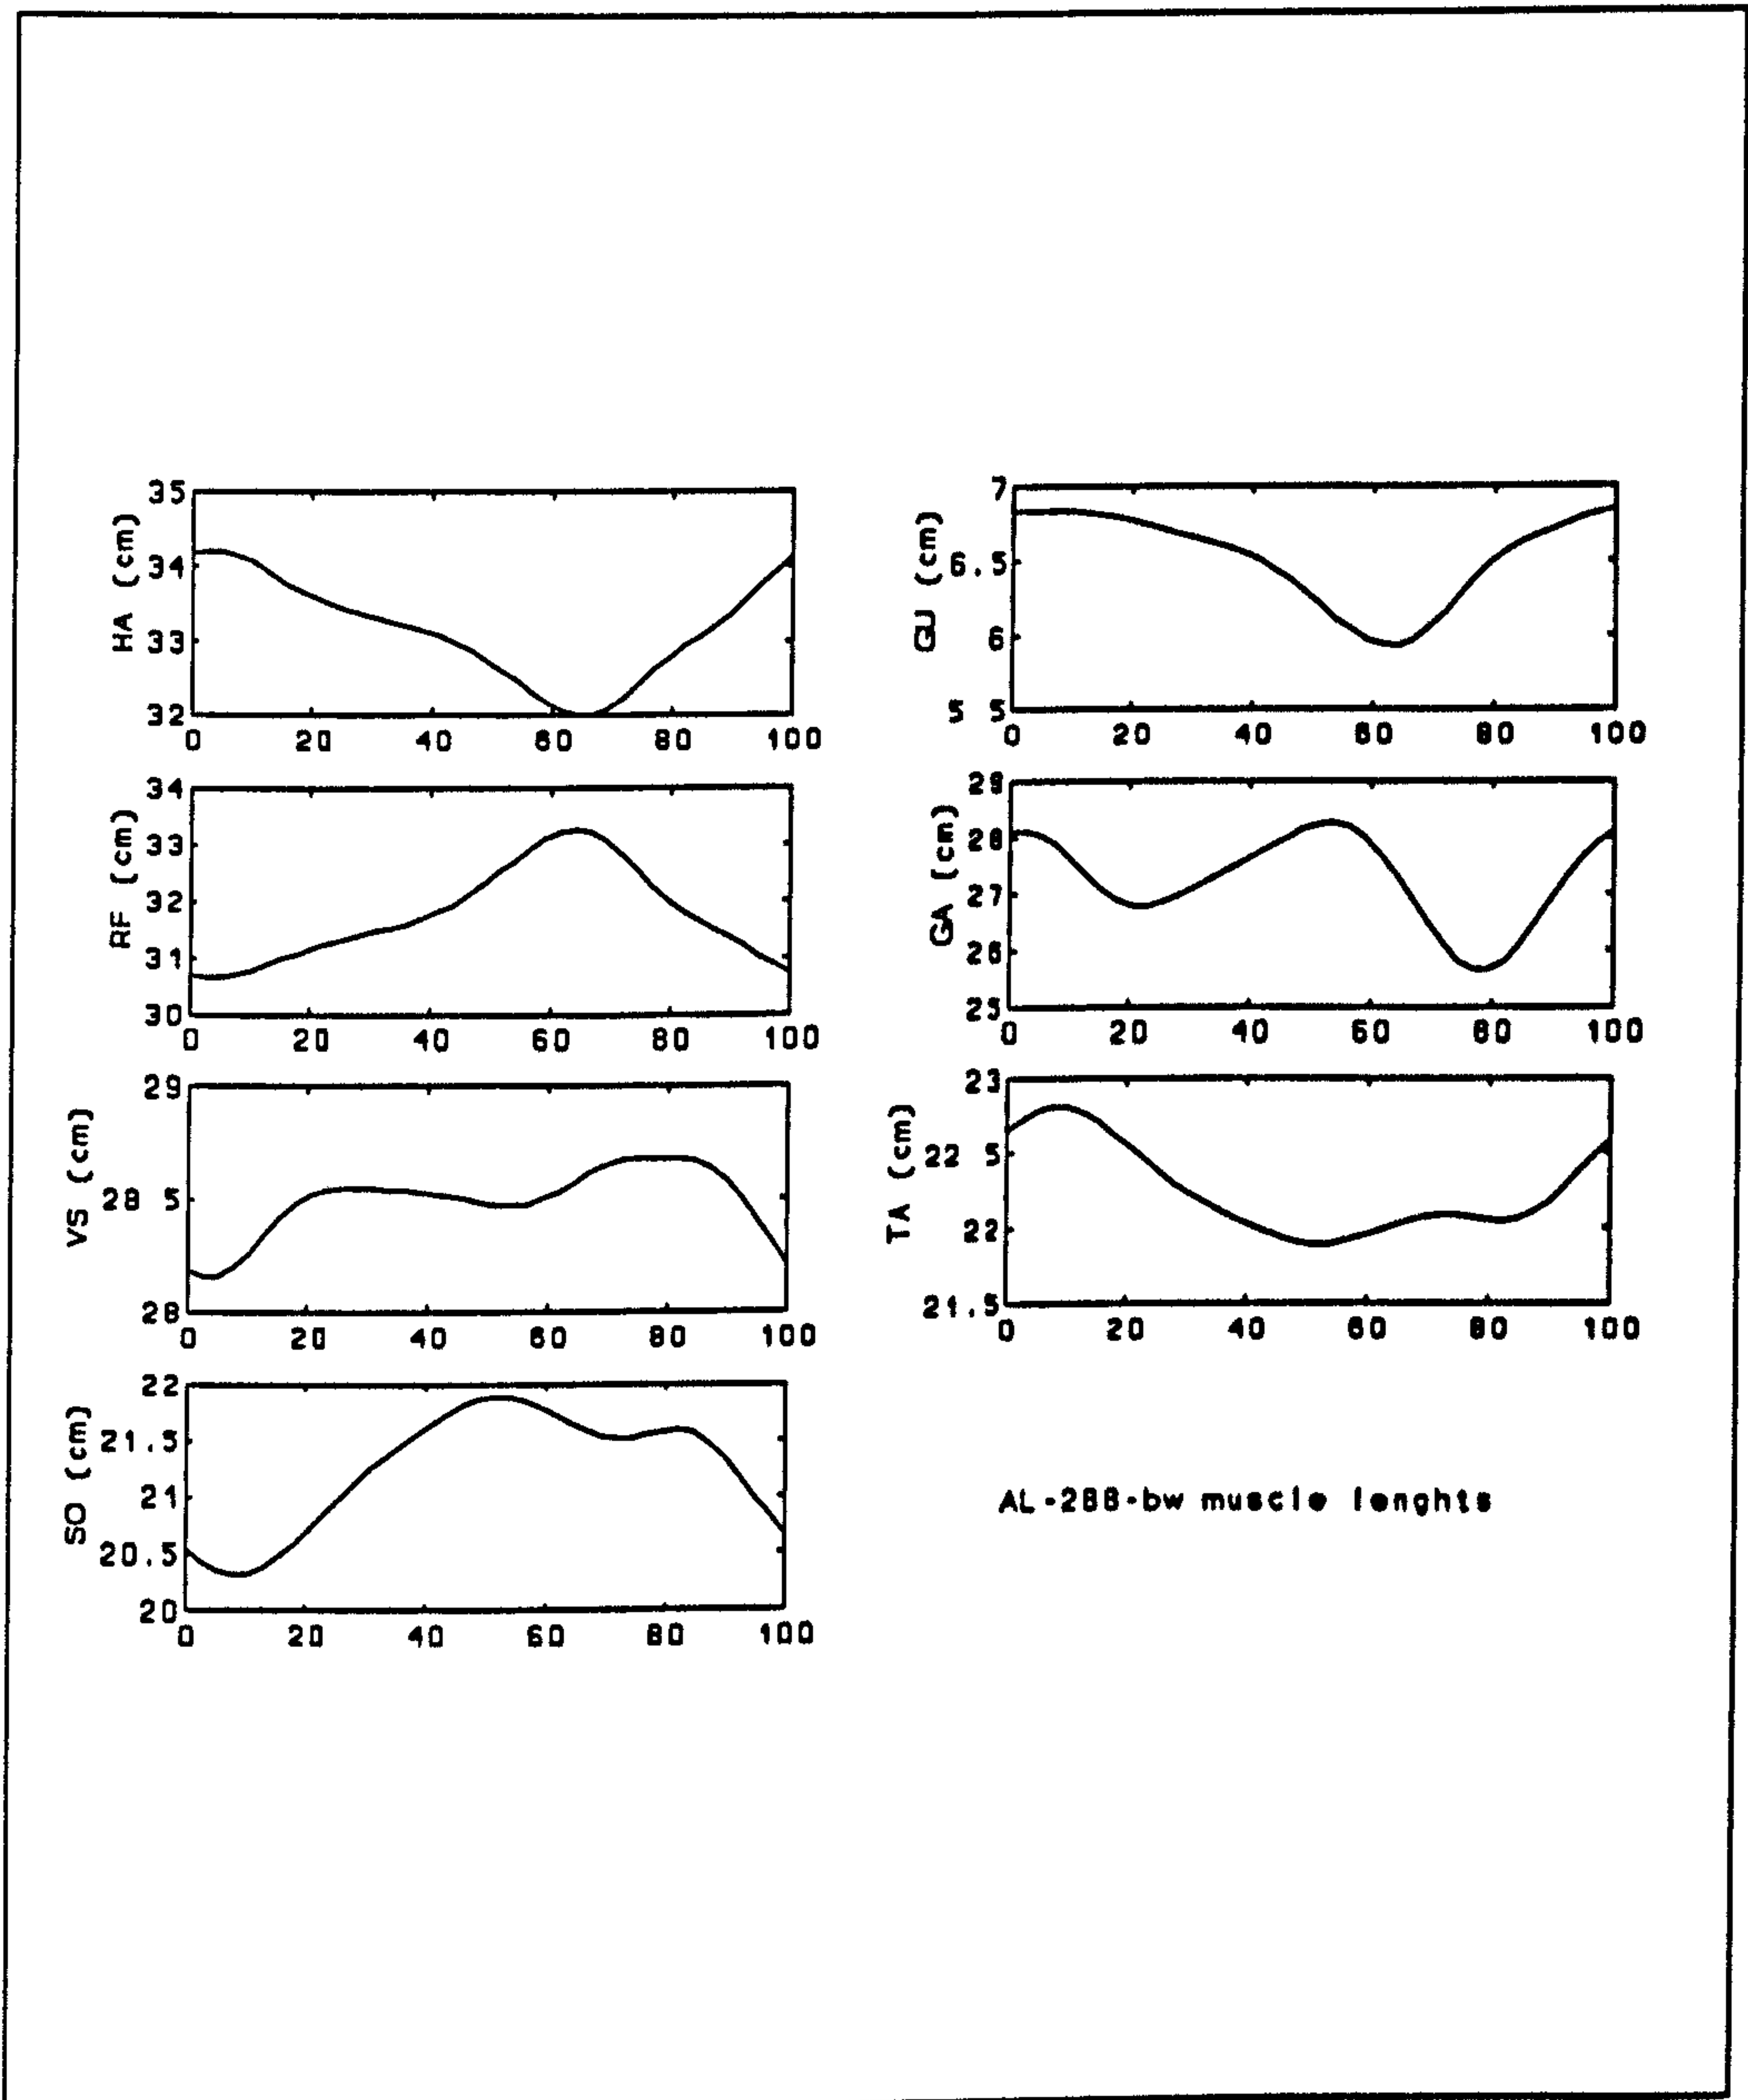 35
34
33
32
HA (cm)
0 20 40 60 80 100
7
6.5
6
5 5
GU (cm)
0 20 40 60 80 100
34
33
32
31
30
RF (cm)
0 20 40 60 80 100
29
28
27
26
25
GA (cm)
0 20 40 60 80 100
29
28 5
28
VS (cm)
0 20 40 60 80 100
23
22 5
22
21.5
TA (cm)
0 20 40 60 80 100
22
21.5
21
20.5
20
SO (cm)
0 20 40 60 80 100
AL-288-bw muscle lenghts